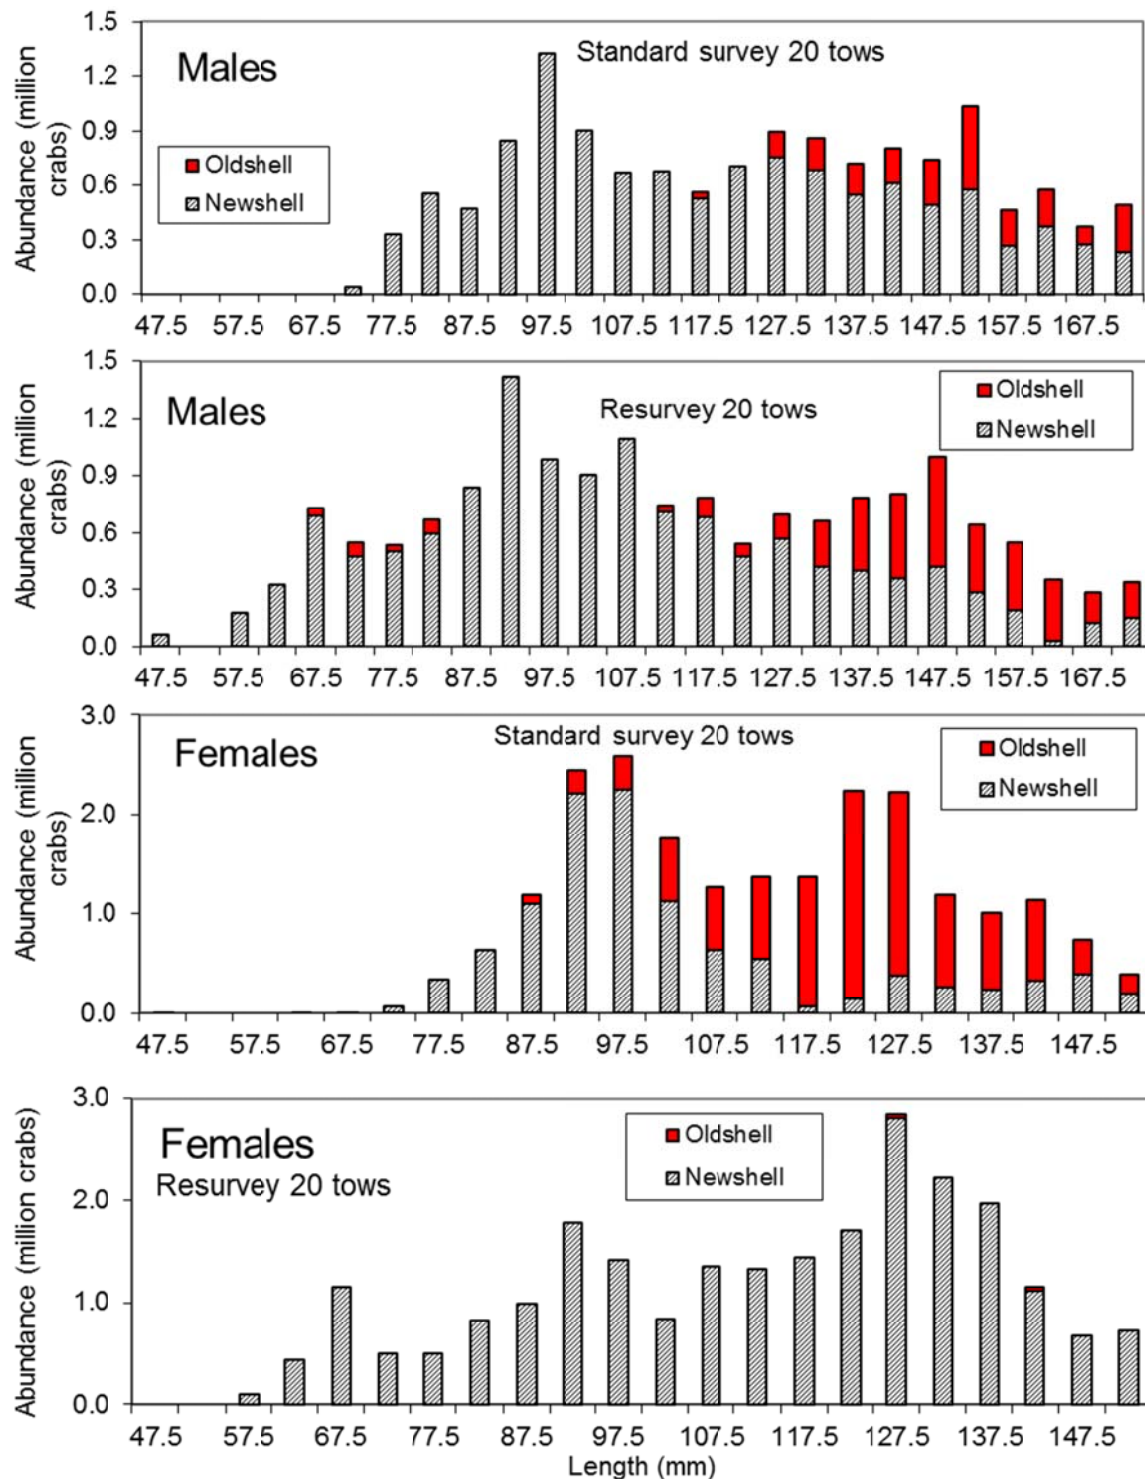 Abundance (million
crabs)
1.5
1.2
0.9
0.6
0.3
0.0
Males
Standard survey 20 tows
Oldshell
Newshell
47.5 57.5 67.5 77.5 87.5 97.5 107.5 117.5 127.5 137.5 147.5 157.5 167.5
Abundance (million
crabs)
1.5
1.2
0.9
0.6
0.3
0.0
Males
Resurvey 20 tows
Oldshell
Newshell
47.5 57.5 67.5 77.5 87.5 97.5 107.5 117.5 127.5 137.5 147.5 157.5 167.5
Abundance (million
crabs)
3.0
2.0
1.0
0.0
Females
Standard survey 20 tows
Oldshell
Newshell
47.5 57.5 67.5 77.5 87.5 97.5 107.5 117.5 127.5 137.5 147.5
Abundance (million crabs)
3.0
2.0
1.0
0.0
Females
Resurvey 20 tows
Oldshell
Newshell
47.5 57.5 67.5 77.5 87.5 97.5 107.5 117.5 127.5 137.5 147.5
Length (mm)